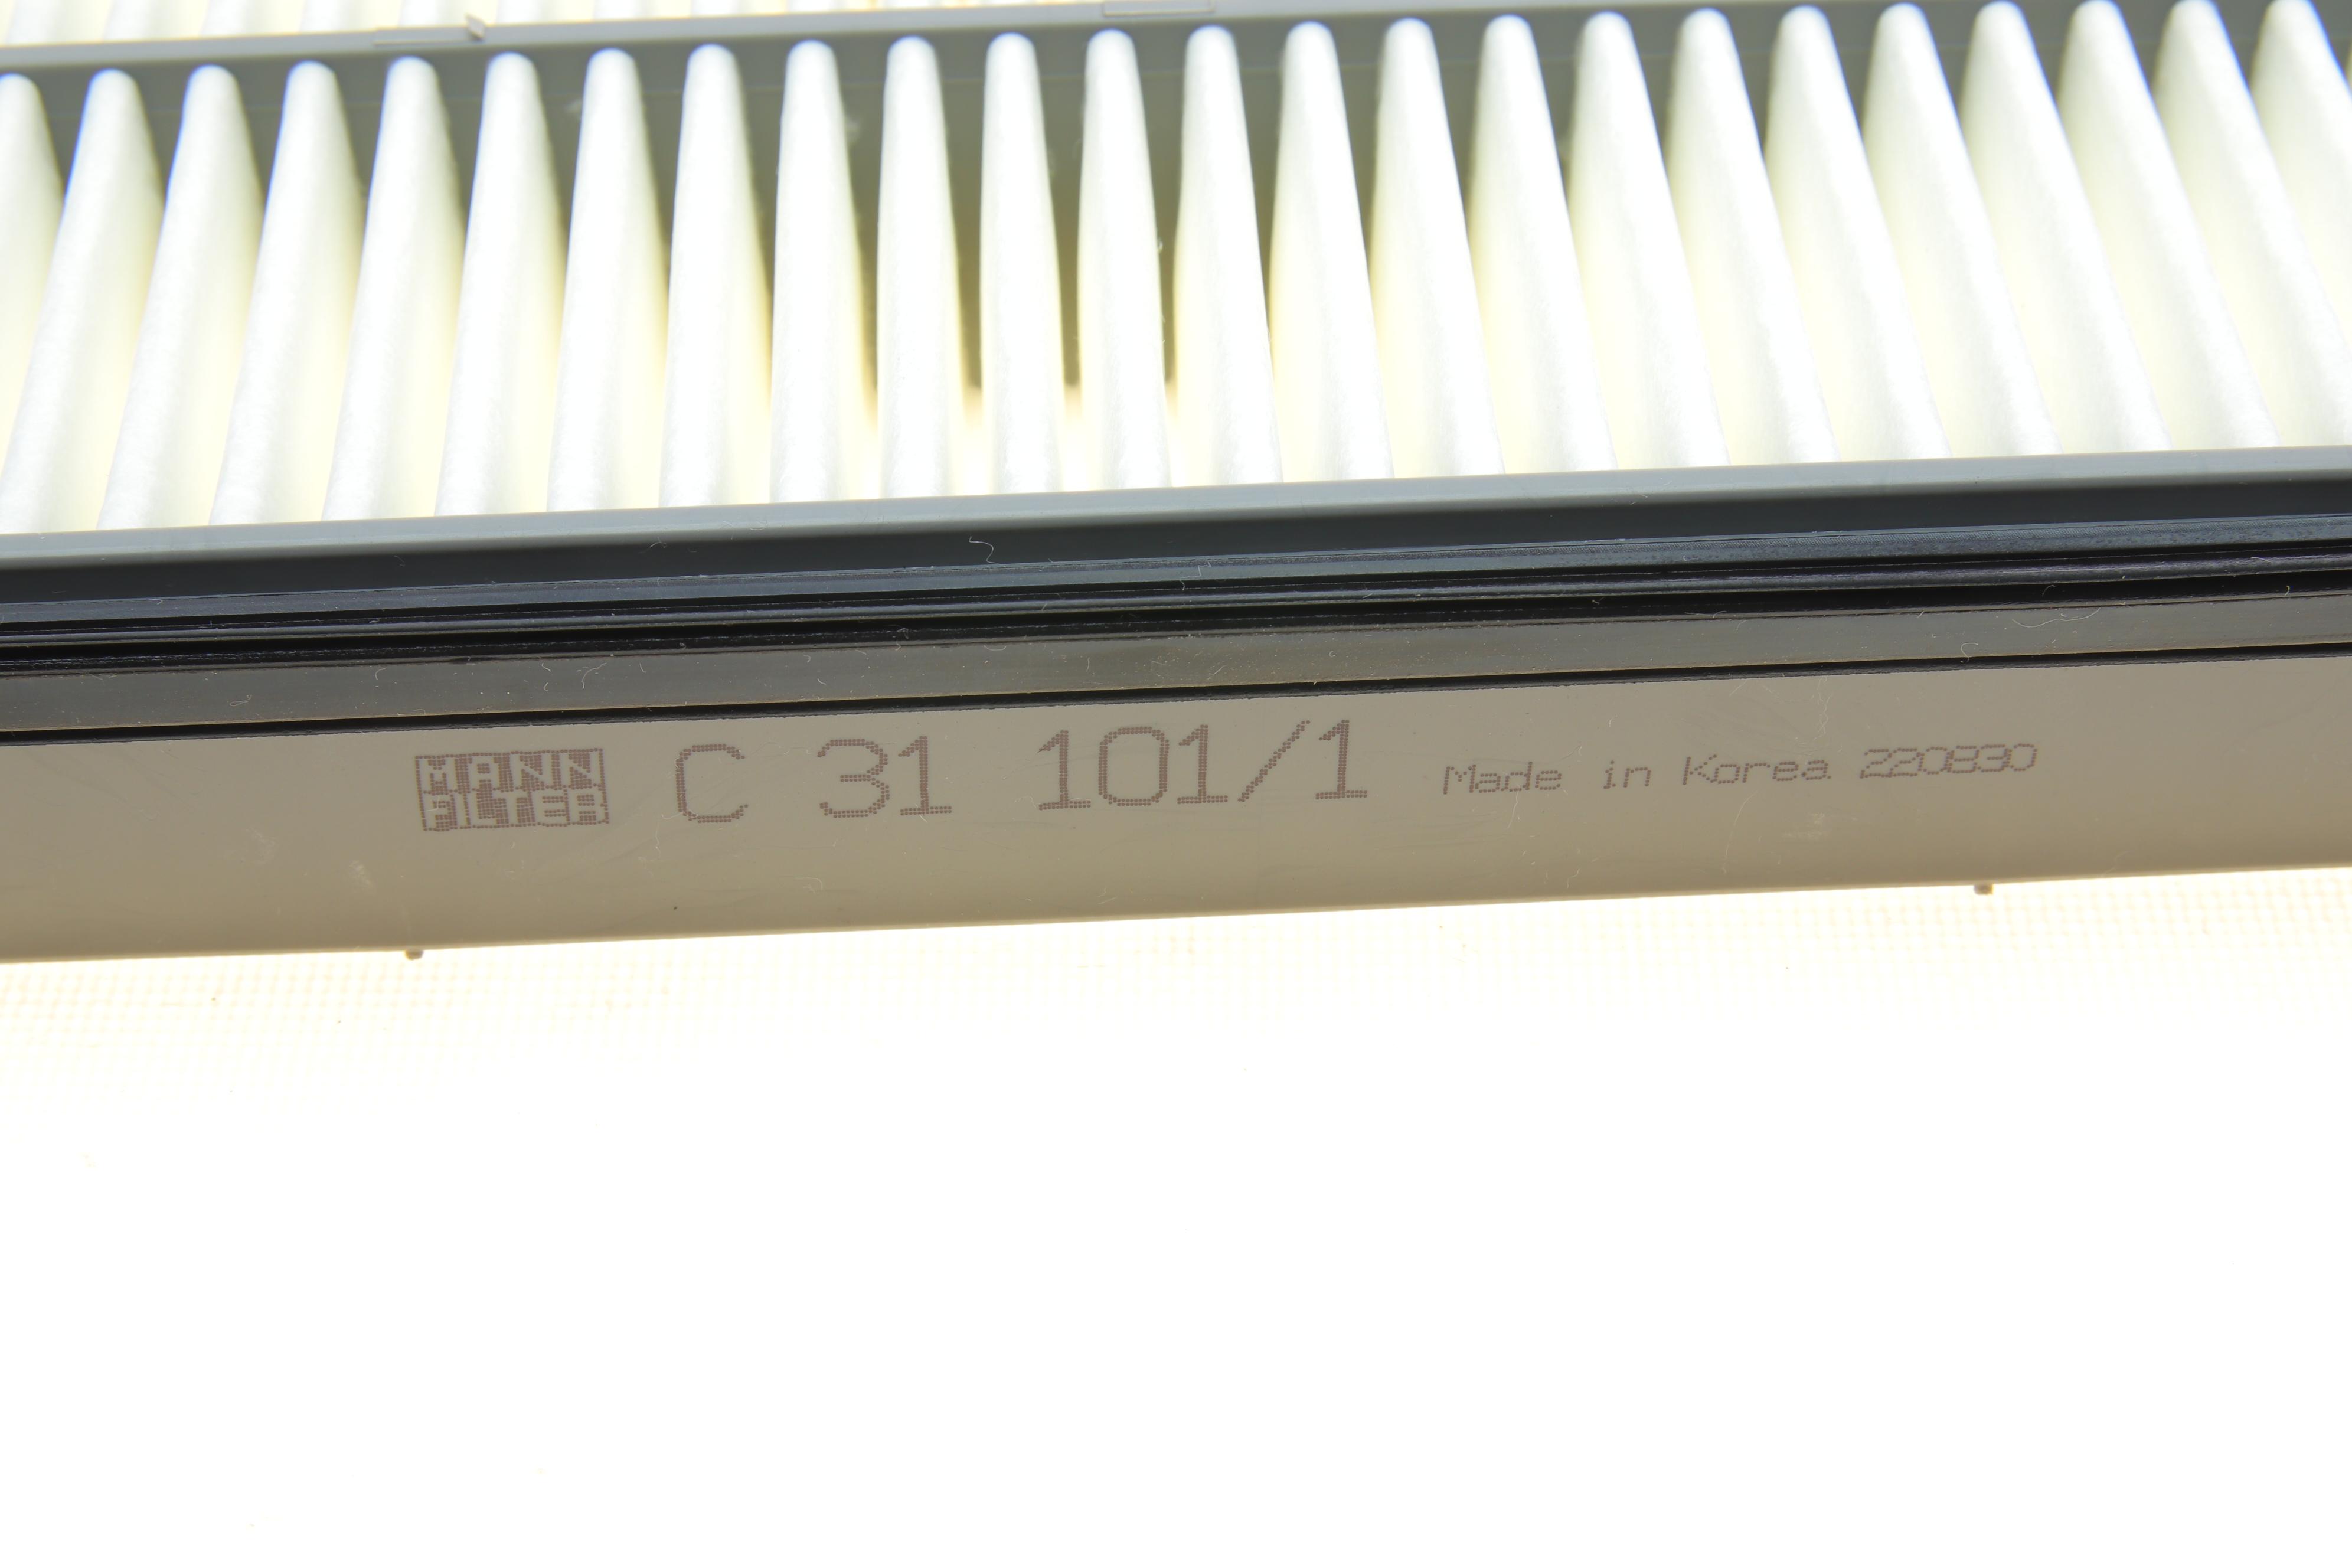 MANN
FILTER
C 31 101/1 Made in Korea 220830